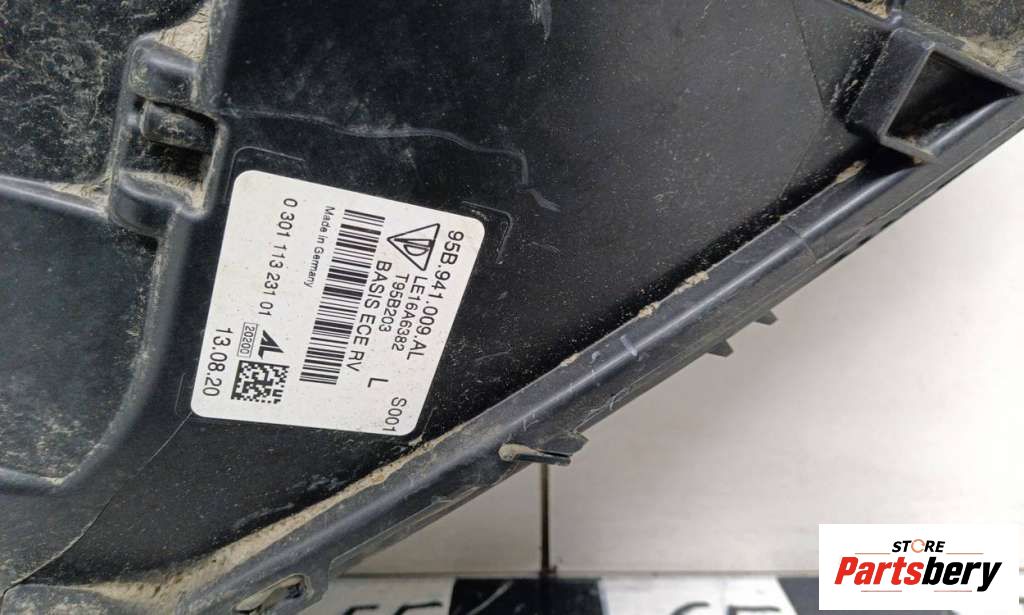 95B.941.009.AL
LE16A6382
T95B203
BASIS ECE RV
L
S001
Made in Germany
0 301 113 231 01
AL
20200
13.08.20
STORE
Partsbery